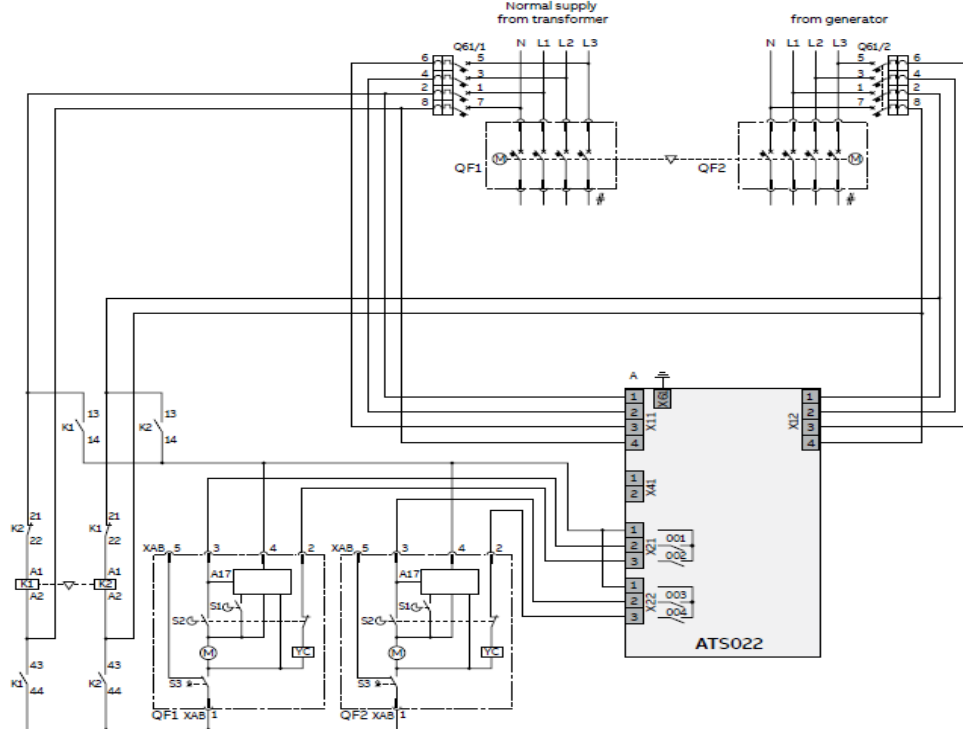 Normal supply
from transformer
from generator
Q61/1
N L1 L2 L3
N L1 L2 L3
Q61/2
6 5
4 3
2 1
8 7
5 6
3 4
1 2
7 8
M
QF1
QF2
M
#
#
A
X6
1
2
3
4
X11
1
2
3
4
X12
K1
13
14
K2
13
14
1
2
X41
K2
21
22
K1
21
22
1
2
3
X21
001
002
XAB 5 3 4 2
XAB 5 3 4 2
K1
A1
A2
K2
A1
A2
A17
S1
S2
M
YC
S3
A17
S1
S2
M
YC
S3
1
2
3
X22
003
004
ATS022
K1
43
44
K2
43
44
QF1 XAB 1
QF2 XAB 1